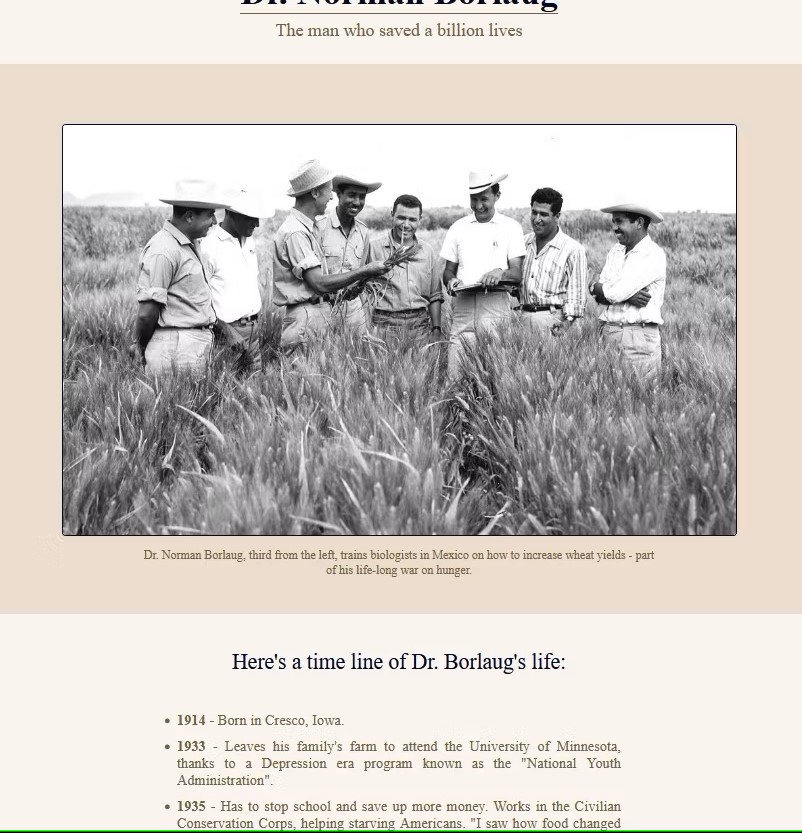 Dr. Norman Borlaug
The man who saved a billion lives
Dr. Norman Borlaug, third from the left, trains biologists in Mexico on how to increase wheat yields - part
of his life-long war on hunger.
Here's a time line of Dr. Borlaug's life:
1914 - Born in Cresco, Iowa.
1933 - Leaves his family's farm to attend the University of Minnesota,
thanks to a Depression era program known as the "National Youth
Administration".
1935 - Has to stop school and save up more money. Works in the Civilian
Conservation Corps, helping starving Americans. "I saw how food changed